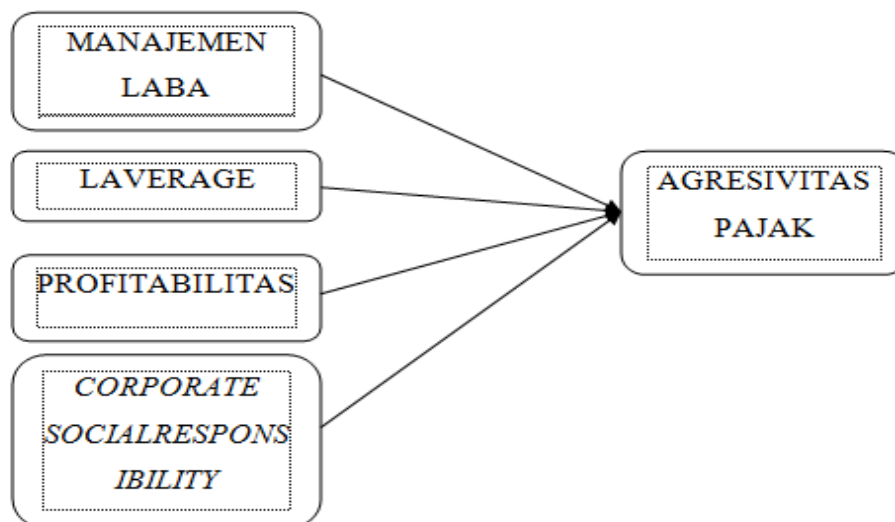 MANAJEMEN
LABA
LAVERAGE
PROFITABILITAS
CORPORATE
SOCIALRESPONS
IBILITY
AGRESIVITAS
PAJAK